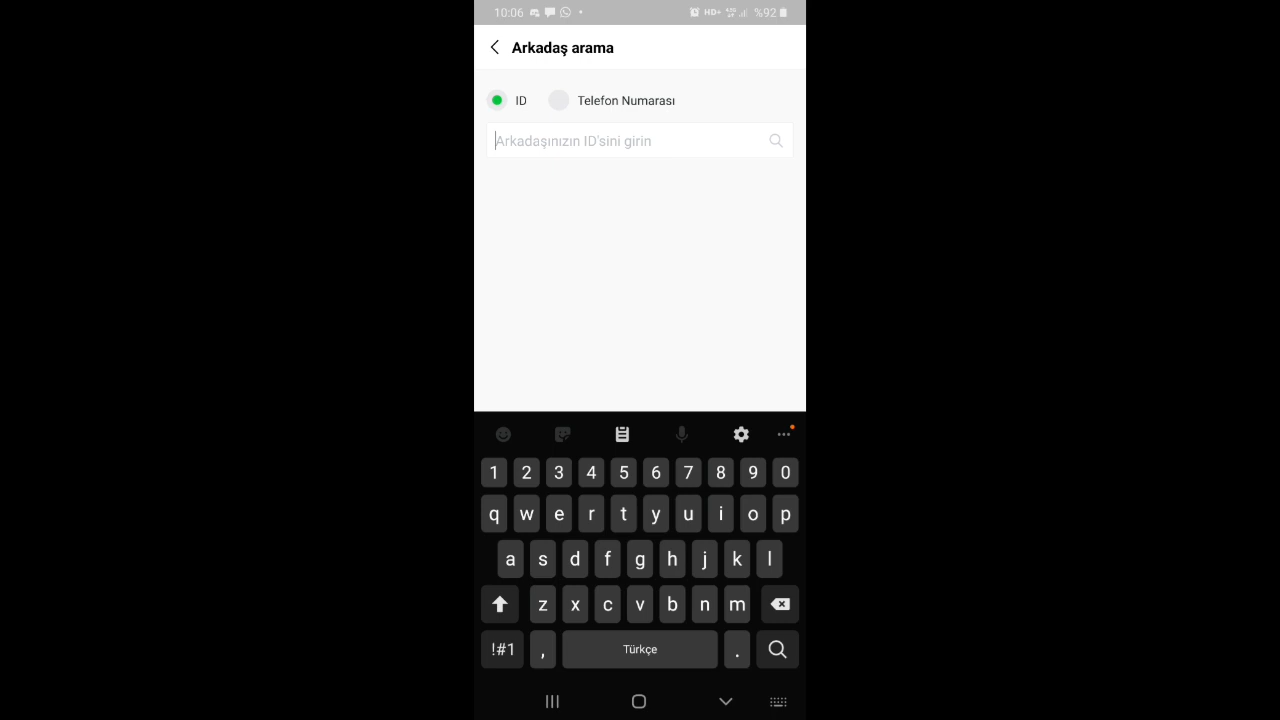 10:06 HD+ %92
Arkadaş arama
ID Telefon Numarası
Arkadaşınızın ID'sini girin
1 2 3 4 5 6 7 8 9 0
q w e r t y u i o p
a s d f g h j k l
z x c v b n m
!#1 , Türkçe .